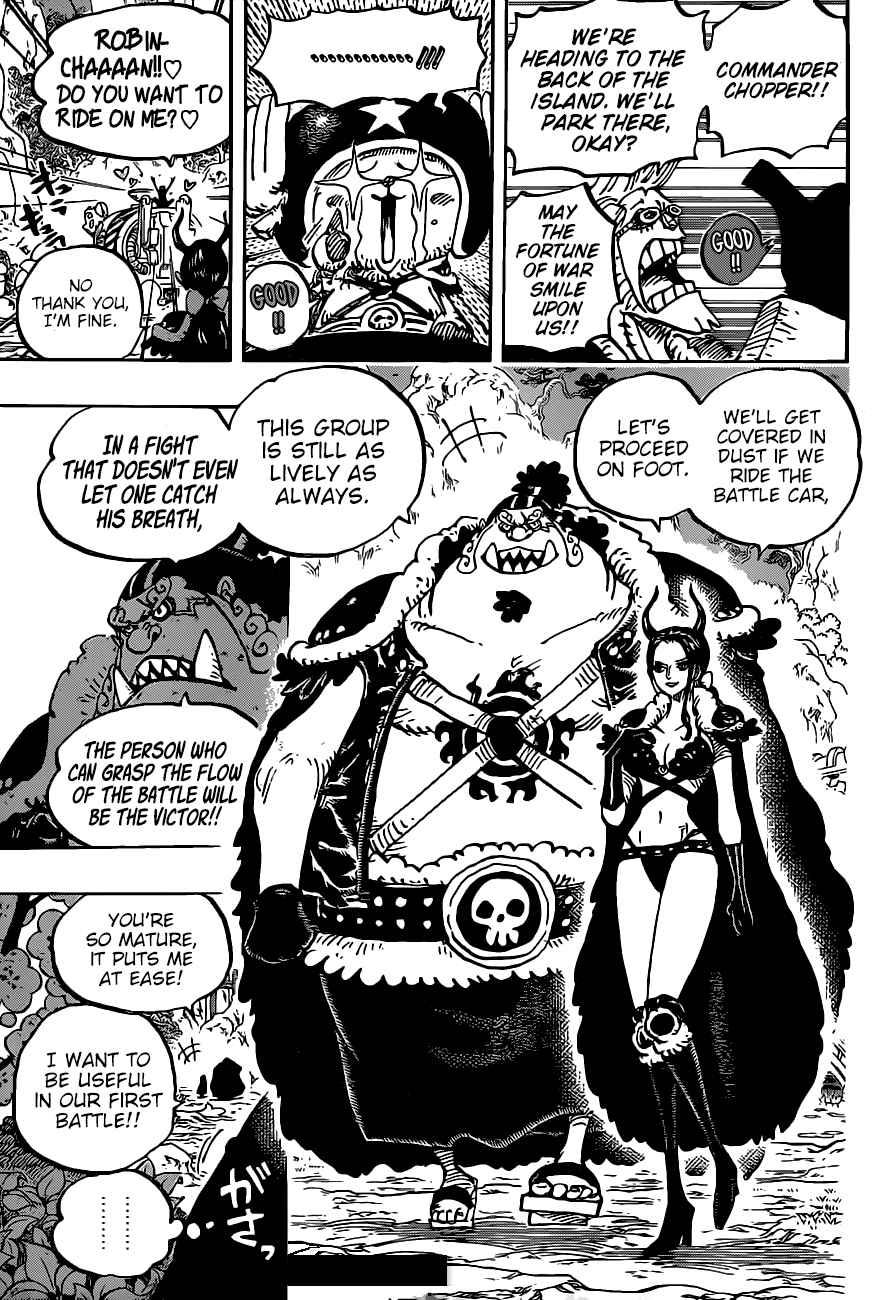 COMMANDER
CHOPPER!!
WE'RE
HEADING TO THE
BACK OF THE
ISLAND. WE'LL
PARK THERE,
OKAY?
MAY
THE
FORTUNE
OF WAR
SMILE
UPON
US!!
GOOD
!!
............!!!
GOOD
!!
ROBIN-
CHAAAAN!!♡
DO YOU WANT TO
RIDE ON ME?♡
NO
THANK YOU,
I'M FINE.
WE'LL GET
COVERED IN
DUST IF WE
RIDE THE
BATTLE CAR,
LET'S
PROCEED
ON FOOT.
THIS GROUP
IS STILL AS
LIVELY AS
ALWAYS.
IN A FIGHT
THAT DOESN'T EVEN
LET ONE CATCH
HIS BREATH,
THE PERSON WHO
CAN GRASP THE FLOW
OF THE BATTLE WILL
BE THE VICTOR!!
YOU'RE
SO MATURE,
IT PUTS ME
AT EASE!
I WANT TO
BE USEFUL
IN OUR FIRST
BATTLE!!
ガサッ